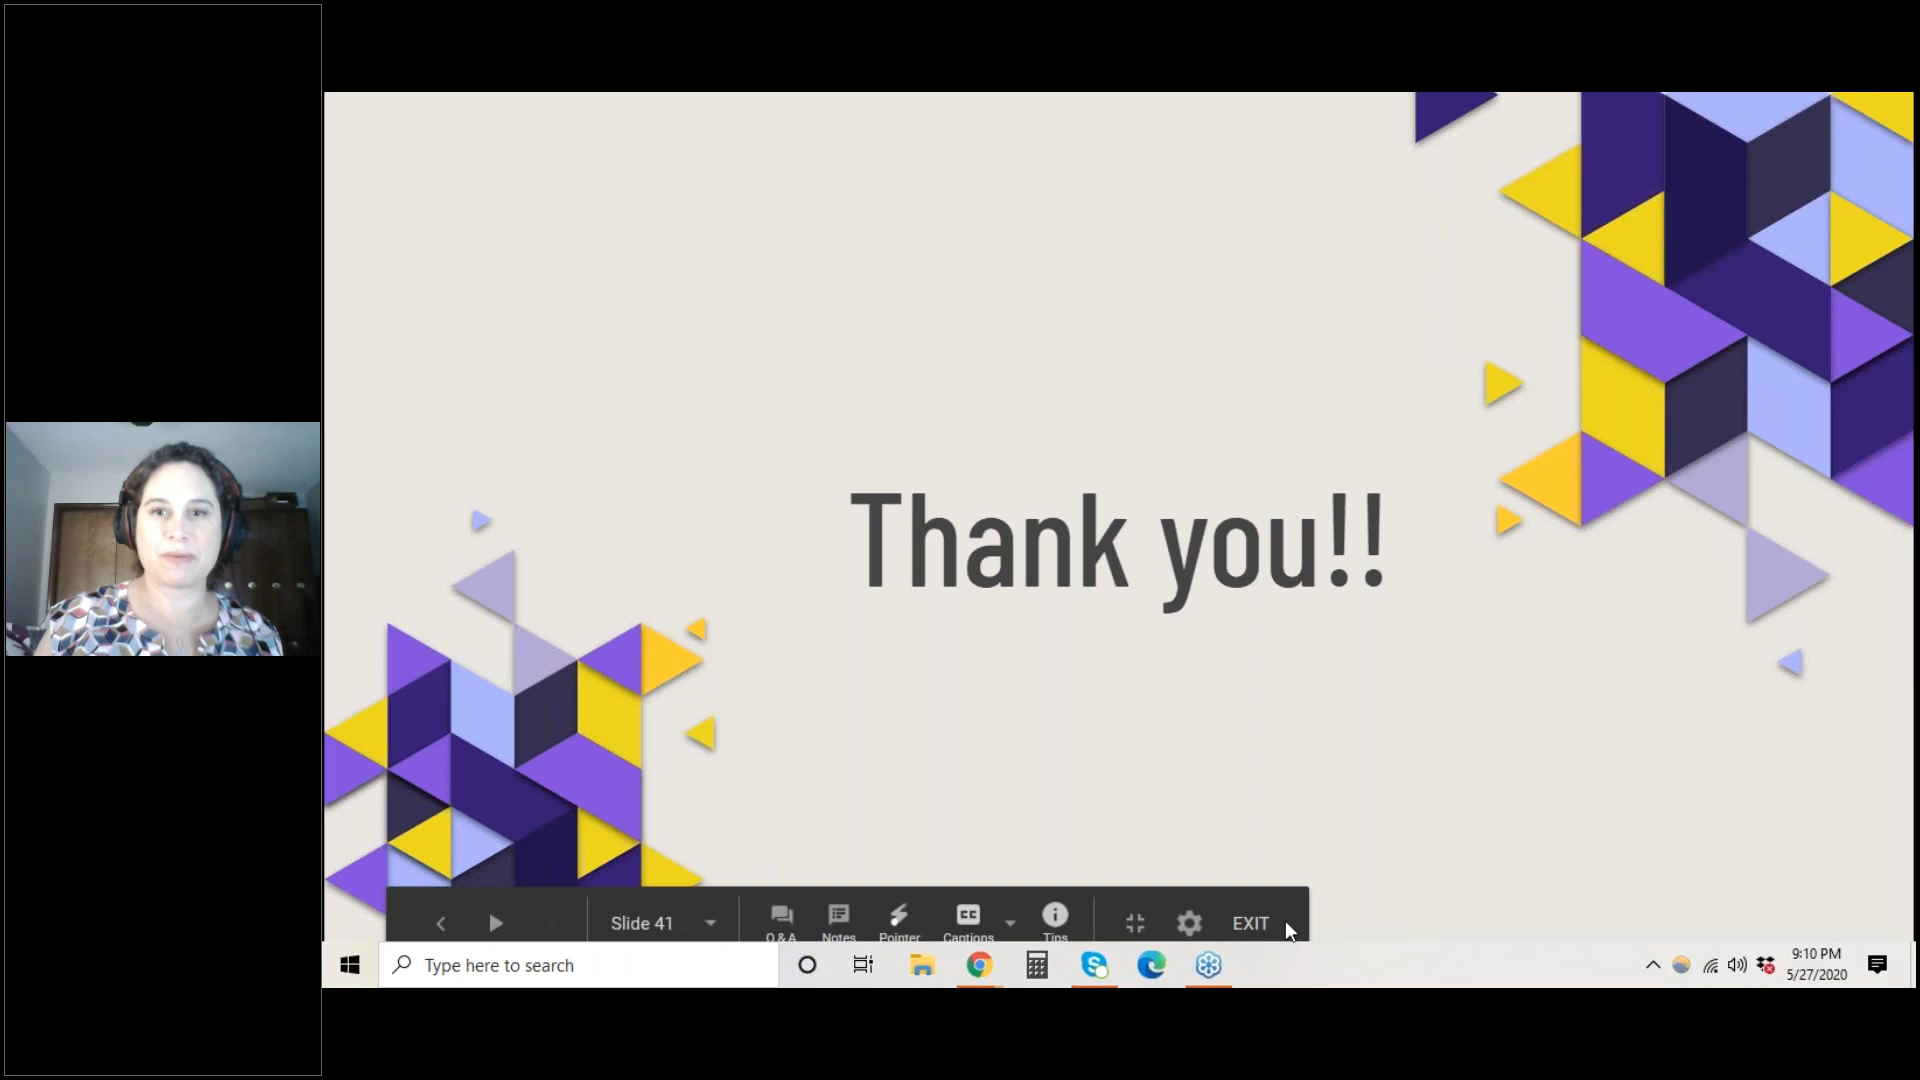 Thank you!!
Slide 41
Q & A
Notes
Pointer
CC
Captions
Tips
EXIT
Type here to search
9:10 PM
5/27/2020